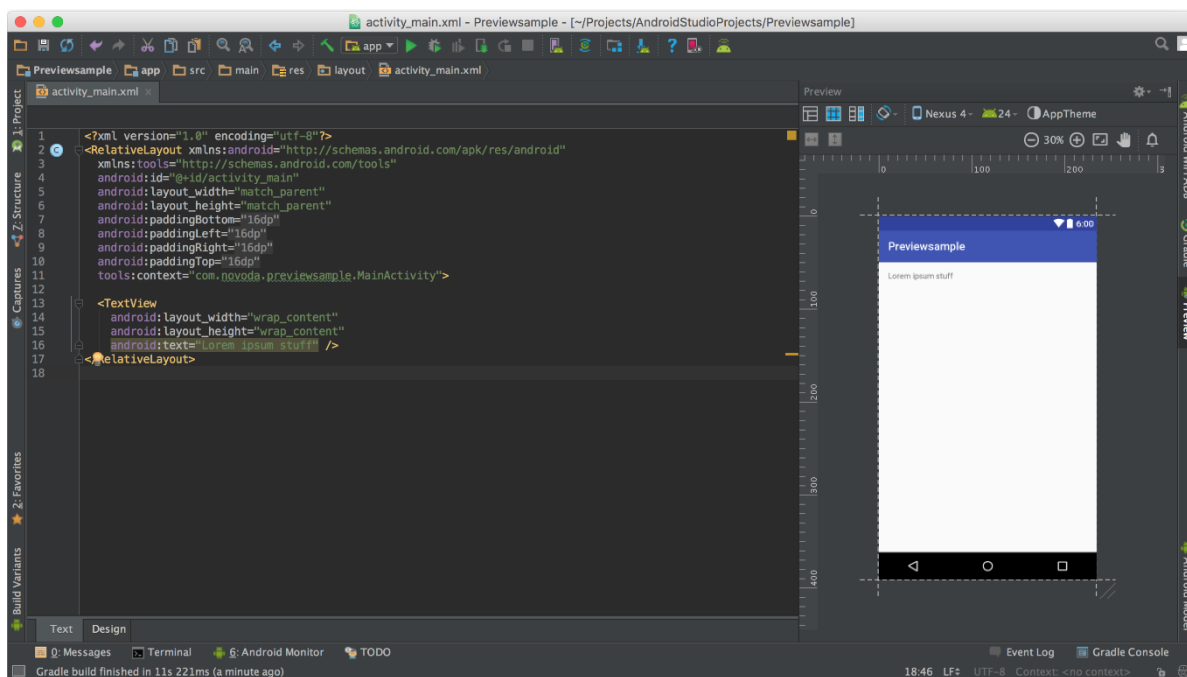 activity_main.xml - Previewsample - [~/Projects/AndroidStudioProjects/Previewsample]
app
Previewsample app src main res layout activity_main.xml
1: Project
Z: Structure
Captures
2: Favorites
Build Variants
activity_main.xml
1 <?xml version="1.0" encoding="utf-8"?>
2 <RelativeLayout xmlns:android="http://schemas.android.com/apk/res/android"
3 xmlns:tools="http://schemas.android.com/tools"
4 android:id="@+id/activity_main"
5 android:layout_width="match_parent"
6 android:layout_height="match_parent"
7 android:paddingBottom="16dp"
8 android:paddingLeft="16dp"
9 android:paddingRight="16dp"
10 android:paddingTop="16dp"
11 tools:context="com.novoda.previewsample.MainActivity">
12
13 <TextView
14 android:layout_width="wrap_content"
15 android:layout_height="wrap_content"
16 android:text="Lorem ipsum stuff" />
17 </RelativeLayout>
18
Text Design
Preview
Nexus 4 24 AppTheme
30%
0 100 200 3
0
100
200
300
400
6:00
Previewsample
Lorem ipsum stuff
Gradle
Preview
Android Model
0: Messages Terminal 6: Android Monitor TODO Event Log Gradle Console
Gradle build finished in 11s 221ms (a minute ago) 18:46 LF UTF-8 Context: <no context>